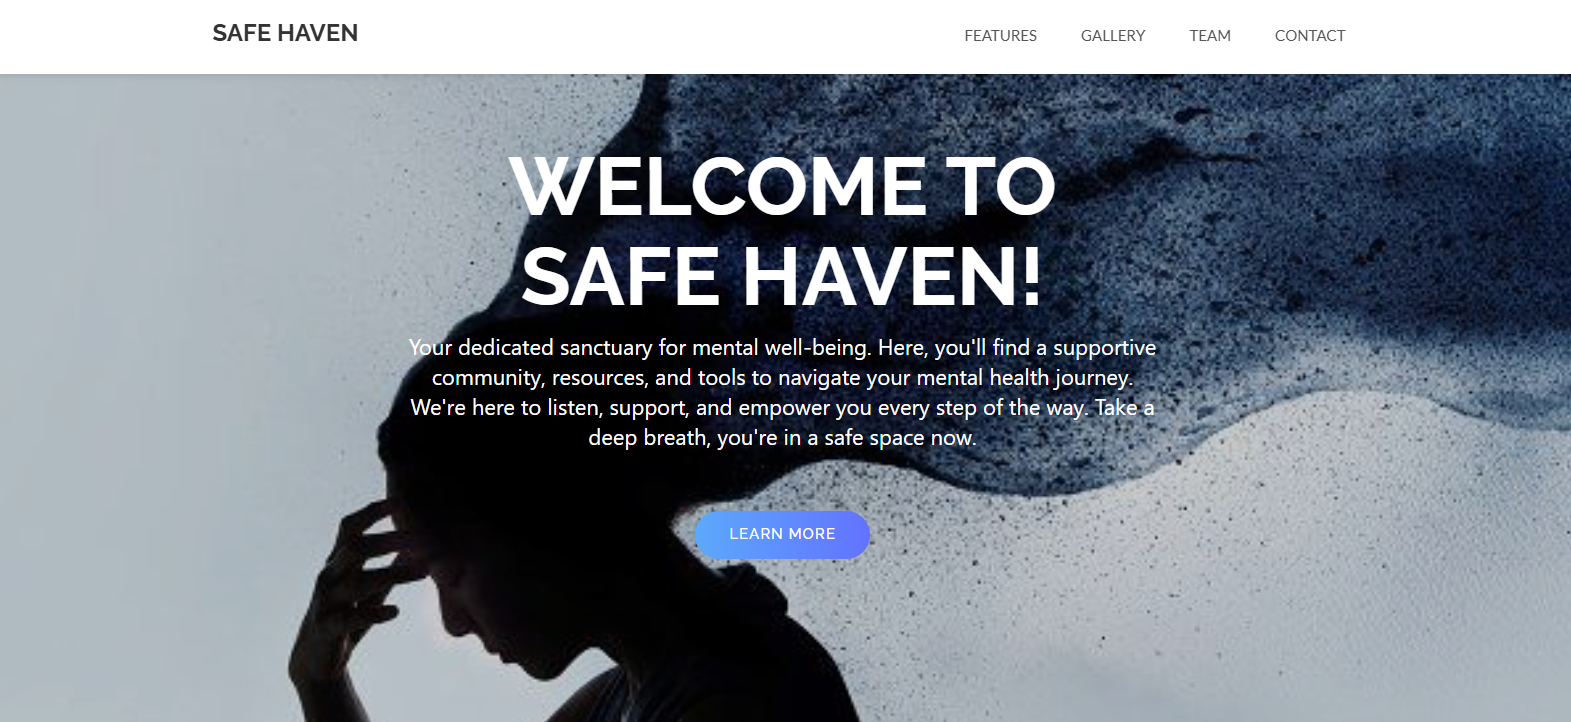 SAFE HAVEN
FEATURES GALLERY TEAM CONTACT
WELCOME TO
SAFE HAVEN!
Your dedicated sanctuary for mental well-being. Here, you'll find a supportive
community, resources, and tools to navigate your mental health journey.
We're here to listen, support, and empower you every step of the way. Take a
deep breath, you're in a safe space now.
LEARN MORE